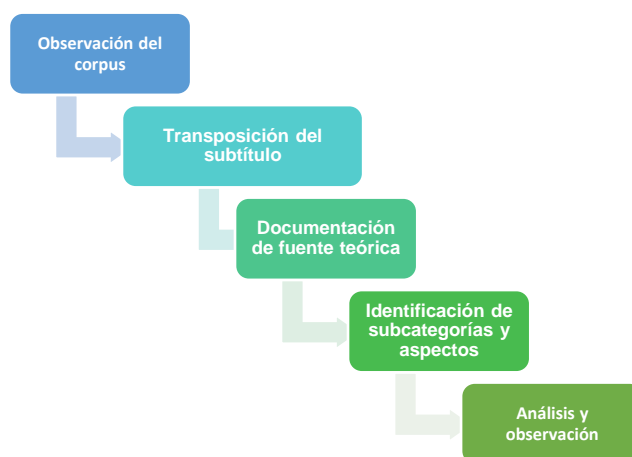 Observación del
corpus
Transposición del
subtítulo
Documentación
de fuente teórica
Identificación de
subcategorías y
aspectos
Análisis y
observación